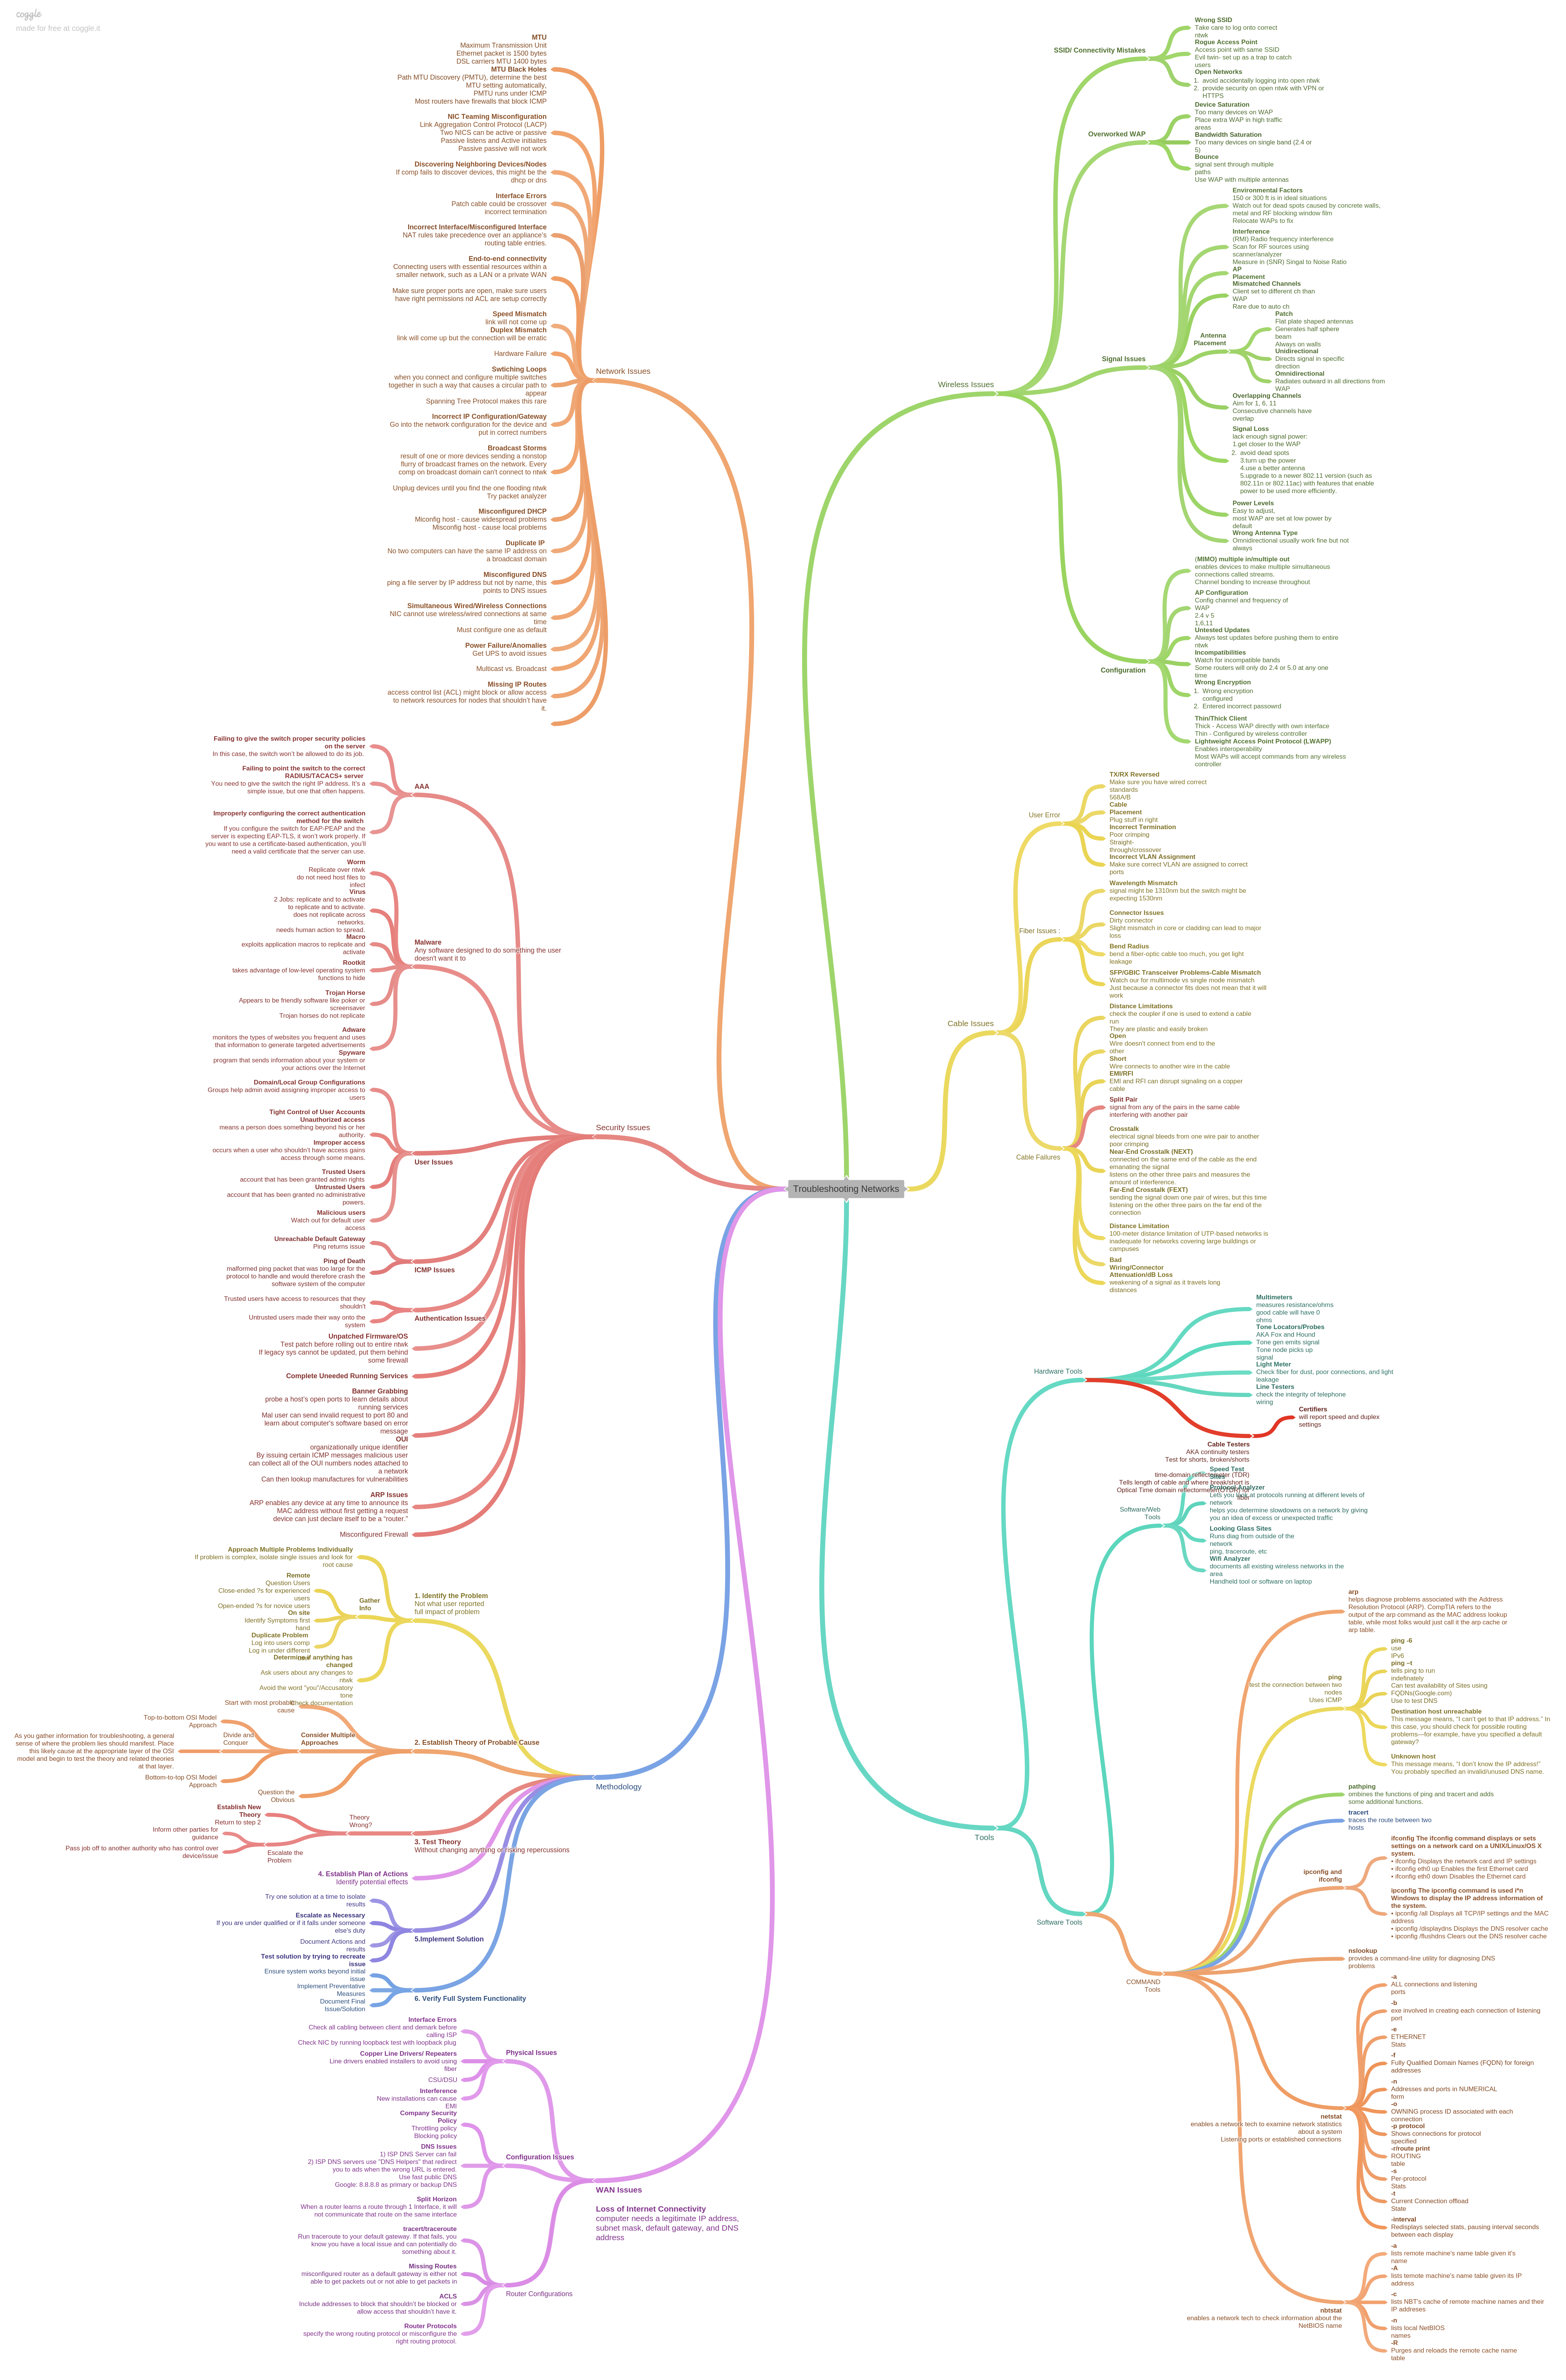 coggle
made for free at coggle.it
MTU
Maximum Transmission Unit
Ethernet packet is 1500 bytes
DSL carriers MTU 1400 bytes
MTU Black Holes
Path MTU Discovery (PMTU), determine the best
MTU setting automatically,
PMTU runs under ICMP
Most routers have firewalls that block ICMP
NIC Teaming Misconfiguration
Link Aggregation Control Protocol (LACP)
Two NICS can be active or passive
Passive listens and Active initiaites
Passive passive will not work
Discovering Neighboring Devices/Nodes
If comp fails to discover devices, this might be the
dhcp or dns
Interface Errors
Patch cable could be crossover
incorrect termination
Incorrect Interface/Misconfigured Interface
NAT rules take precedence over an appliance's
routing table entries.
End-to-end connectivity
Connecting users with essential resources within a
smaller network, such as a LAN or a private WAN
Make sure proper ports are open, make sure users
have right permissions nd ACL are setup correctly
Speed Mismatch
link will not come up
Duplex Mismatch
link will come up but the connection will be erratic
Hardware Failure
Swtiching Loops
when you connect and configure multiple switches
together in such a way that causes a circular path to
appear
Spanning Tree Protocol makes this rare
Incorrect IP Configuration/Gateway
Go into the network configuration for the device and
put in correct numbers
Broadcast Storms
result of one or more devices sending a nonstop
flurry of broadcast frames on the network. Every
comp on broadcast domain can't connect to ntwk
Unplug devices until you find the one flooding ntwk
Try packet analyzer
Misconfigured DHCP
Miconfig host - cause widespread problems
Misconfig host - cause local problems
Duplicate IP
No two computers can have the same IP address on
a broadcast domain
Misconfigured DNS
ping a file server by IP address but not by name, this
points to DNS issues
Simultaneous Wired/Wireless Connections
NIC cannot use wireless/wired connections at same
time
Must configure one as default
Power Failure/Anomalies
Get UPS to avoid issues
Multicast vs. Broadcast
Missing IP Routes
access control list (ACL) might block or allow access
to network resources for nodes that shouldn't have
it.
Network Issues
Failing to give the switch proper security policies
on the server
In this case, the switch won't be allowed to do its job.
Failing to point the switch to the correct
RADIUS/TACACS+ server
You need to give the switch the right IP address. It's a
simple issue, but one that often happens.
Improperly configuring the correct authentication
method for the switch
If you configure the switch for EAP-PEAP and the
server is expecting EAP-TLS, it won't work properly. If
you want to use a certificate-based authentication, you'll
need a valid certificate that the server can use.
AAA
Worm
Replicate over ntwk
do not need host files to
infect
Virus
2 Jobs: replicate and to activate
to replicate and to activate.
does not replicate across
networks.
needs human action to spread.
Macro
exploits application macros to replicate and
activate
Rootkit
takes advantage of low-level operating system
functions to hide
Trojan Horse
Appears to be friendly software like poker or
screensaver
Trojan horses do not replicate
Adware
monitors the types of websites you frequent and uses
that information to generate targeted advertisements
Spyware
program that sends information about your system or
your actions over the Internet
Malware
Any software designed to do something the user
doesn't want it to
Domain/Local Group Configurations
Groups help admin avoid assigning improper access to
users
Tight Control of User Accounts
Unauthorized access
means a person does something beyond his or her
authority.
Improper access
occurs when a user who shouldn't have access gains
access through some means.
Trusted Users
account that has been granted admin rights
Untrusted Users
account that has been granted no administrative
powers.
Malicious users
Watch out for default user
access
User Issues
Unreachable Default Gateway
Ping returns issue
Ping of Death
malformed ping packet that was too large for the
protocol to handle and would therefore crash the
software system of the computer
ICMP Issues
Trusted users have access to resources that they
shouldn't
Untrusted users made their way onto the
system
Authentication Issues
Unpatched Firmware/OS
Test patch before rolling out to entire ntwk
If legacy sys cannot be updated, put them behind
some firewall
Complete Uneeded Running Services
Banner Grabbing
probe a host's open ports to learn details about
running services
Mal user can send invalid request to port 80 and
learn about computer's software based on error
message
OUI
organizationally unique identifier
By issuing certain ICMP messages malicious user
can collect all of the OUI numbers nodes attached to
a network
Can then lookup manufactures for vulnerabilities
ARP Issues
ARP enables any device at any time to announce its
MAC address without first getting a request
device can just declare itself to be a "router."
Misconfigured Firewall
Security Issues
Approach Multiple Problems Individually
If problem is complex, isolate single issues and look for
root cause
Remote
Question Users
Close-ended ?s for experienced
users
Open-ended ?s for novice users
On site
Identify Symptoms first
hand
Duplicate Problem
Log into users comp
Log in under different
Gather
Info
Determine if anything has
changed
Ask users about any changes to
ntwk
Avoid the word "you"/Accusatory
tone
Check documentation
1. Identify the Problem
Not what user reported
full impact of problem
Start with most probable
cause
Top-to-bottom OSI Model
Approach
As you gather information for troubleshooting, a general
sense of where the problem lies should manifest. Place
this likely cause at the appropriate layer of the OSI
model and begin to test the theory and related theories
at that layer.
Bottom-to-top OSI Model
Approach
Divide and
Conquer
Consider Multiple
Approaches
Question the
Obvious
2. Establish Theory of Probable Cause
Establish New
Theory
Return to step 2
Inform other parties for
guidance
Pass job off to another authority who has control over
device/issue
Escalate the
Problem
Theory
Wrong?
3. Test Theory
Without changing anything or risking repercussions
4. Establish Plan of Actions
Identify potential effects
Try one solution at a time to isolate
results
Escalate as Necessary
If you are under qualified or if it falls under someone
else's duty
Document Actions and
results
Test solution by trying to recreate
issue
5.Implement Solution
Ensure system works beyond initial
issue
Implement Preventative
Measures
Document Final
Issue/Solution
6. Verify Full System Functionality
Methodology
Interface Errors
Check all cabling between client and demark before
calling ISP
Check NIC by running loopback test with loopback plug
Copper Line Drivers/ Repeaters
Line drivers enabled installers to avoid using
fiber
CSU/DSU
Interference
New installations can cause
EMI
Physical Issues
Company Security
Policy
Throttling policy
Blocking policy
DNS Issues
1) ISP DNS Server can fail
2) ISP DNS servers use "DNS Helpers" that redirect
you to ads when the wrong URL is entered.
Use fast public DNS
Google: 8.8.8.8 as primary or backup DNS
Split Horizon
When a router learns a route through 1 Interface, it will
not communicate that route on the same interface
Configuration Issues
tracert/traceroute
Run traceroute to your default gateway. If that fails, you
know you have a local issue and can potentially do
something about it.
Missing Routes
misconfigured router as a default gateway is either not
able to get packets out or not able to get packets in
ACLS
Include addresses to block that shouldn't be blocked or
allow access that shouldn't have it.
Router Protocols
specify the wrong routing protocol or misconfigure the
right routing protocol.
Router Configurations
WAN Issues
Loss of Internet Connectivity
computer needs a legitimate IP address,
subnet mask, default gateway, and DNS
address
Troubleshooting Networks
Wrong SSID
Take care to log onto correct
ntwk
Rogue Access Point
Access point with same SSID
Evil twin- set up as a trap to catch
users
Open Networks
1. avoid accidentally logging into open ntwk
2. provide security on open ntwk with VPN or
HTTPS
SSID/ Connectivity Mistakes
Device Saturation
Too many devices on WAP
Place extra WAP in high traffic
areas
Bandwidth Saturation
Too many devices on single band (2.4 or
5)
Bounce
signal sent through multiple
paths
Use WAP with multiple antennas
Overworked WAP
Environmental Factors
150 or 300 ft is in ideal situations
Watch out for dead spots caused by concrete walls,
metal and RF blocking window film
Relocate WAPs to fix
Interference
(RMI) Radio frequency interference
Scan for RF sources using
scanner/analyzer
Measure in (SNR) Singal to Noise Ratio
AP
Placement
Mismatched Channels
Client set to different ch than
WAP
Rare due to auto ch
Patch
Flat plate shaped antennas
Generates half sphere
beam
Always on walls
Unidirectional
Directs signal in specific
direction
Omnidirectional
Radiates outward in all directions from
WAP
Antenna
Placement
Overlapping Channels
Aim for 1, 6, 11
Consecutive channels have
overlap
Signal Loss
lack enough signal power:
1.get closer to the WAP
2. avoid dead spots
3.turn up the power
4.use a better antenna
5.upgrade to a newer 802.11 version (such as
802.11n or 802.11ac) with features that enable
power to be used more efficiently.
Power Levels
Easy to adjust,
most WAP are set at low power by
default
Wrong Antenna Type
Omnidirectional usually work fine but not
always
Signal Issues
(MIMO) multiple in/multiple out
enables devices to make multiple simultaneous
connections called streams.
Channel bonding to increase throughout
AP Configuration
Config channel and frequency of
WAP
2.4 v 5
1,6,11
Untested Updates
Always test updates before pushing them to entire
ntwk
Incompatibilities
Watch for incompatible bands
Some routers will only do 2.4 or 5.0 at any one
time
Wrong Encryption
1. Wrong encryption
configured
2. Entered incorrect passowrd
Thin/Thick Client
Thick - Access WAP directly with own interface
Thin - Configured by wireless controller
Lightweight Access Point Protocol (LWAPP)
Enables interoperability
Most WAPs will accept commands from any wireless
controller
Configuration
Wireless Issues
TX/RX Reversed
Make sure you have wired correct
standards
568A/B
Cable
Placement
Plug stuff in right
Incorrect Termination
Poor crimping
Straight-
through/crossover
Incorrect VLAN Assignment
Make sure correct VLAN are assigned to correct
ports
User Error
Wavelength Mismatch
signal might be 1310nm but the switch might be
expecting 1530nm
Connector Issues
Dirty connector
Slight mismatch in core or cladding can lead to major
loss
Bend Radius
bend a fiber-optic cable too much, you get light
leakage
SFP/GBIC Transceiver Problems-Cable Mismatch
Watch our for multimode vs single mode mismatch
Just because a connector fits does not mean that it will
work
Fiber Issues :
Distance Limitations
check the coupler if one is used to extend a cable
run
They are plastic and easily broken
Open
Wire doesn't connect from end to the
other
Short
Wire connects to another wire in the cable
EMI/RFI
EMI and RFI can disrupt signaling on a copper
cable
Split Pair
signal from any of the pairs in the same cable
interfering with another pair
Crosstalk
electrical signal bleeds from one wire pair to another
poor crimping
Near-End Crosstalk (NEXT)
connected on the same end of the cable as the end
emanating the signal
listens on the other three pairs and measures the
amount of interference.
Far-End Crosstalk (FEXT)
sending the signal down one pair of wires, but this time
listening on the other three pairs on the far end of the
connection
Distance Limitation
100-meter distance limitation of UTP-based networks is
inadequate for networks covering large buildings or
campuses
Bad
Wiring/Connector
Attenuation/dB Loss
weakening of a signal as it travels long
distances
Cable Failures
Cable Issues
Multimeters
measures resistance/ohms
good cable will have 0
ohms
Tone Locators/Probes
AKA Fox and Hound
Tone gen emits signal
Tone node picks up
signal
Light Meter
Check fiber for dust, poor connections, and light
leakage
Line Testers
check the integrity of telephone
wiring
Certifiers
will report speed and duplex
settings
Cable Testers
AKA continuity testers
Test for shorts, broken/shorts
time-domain reflectometer (TDR)
Tells length of cable and where break/short is
Optical Time domain reflectormeter(OTDR) for
fiber
Hardware Tools
Speed Test
Sites
Protocol Analyzer
Lets you look at protocols running at different levels of
network
helps you determine slowdowns on a network by giving
you an idea of excess or unexpected traffic
Looking Glass Sites
Runs diag from outside of the
network
ping, traceroute, etc
Wifi Analyzer
documents all existing wireless networks in the
area
Handheld tool or software on laptop
Software/Web
Tools
arp
helps diagnose problems associated with the Address
Resolution Protocol (ARP). CompTIA refers to the
output of the arp command as the MAC address lookup
table, while most folks would just call it the arp cache or
arp table.
ping -6
use
IPv6
ping –t
tells ping to run
indefinately
Can test availability of Sites using
FQDNs(Google.com)
Use to test DNS
Destination host unreachable
This message means, "I can't get to that IP address." In
this case, you should check for possible routing
problems—for example, have you specified a default
gateway?
Unknown host
This message means, "I don't know the IP address!"
You probably specified an invalid/unused DNS name.
ping
test the connection between two
nodes
Uses ICMP
pathping
ombines the functions of ping and tracert and adds
some additional functions.
tracert
traces the route between two
hosts
ifconfig The ifconfig command displays or sets
settings on a network card on a UNIX/Linux/OS X
system.
• ifconfig Displays the network card and IP settings
• ifconfig eth0 up Enables the first Ethernet card
• ifconfig eth0 down Disables the Ethernet card
ipconfig The ipconfig command is used i*n
Windows to display the IP address information of
the system.
• ipconfig /all Displays all TCP/IP settings and the MAC
address
• ipconfig /displaydns Displays the DNS resolver cache
• ipconfig /flushdns Clears out the DNS resolver cache
ipconfig and
ifconfig
nslookup
provides a command-line utility for diagnosing DNS
problems
-a
ALL connections and listening
ports
-b
exe involved in creating each connection of listening
port
-e
ETHERNET
Stats
-f
Fully Qualified Domain Names (FQDN) for foreign
addresses
-n
Addresses and ports in NUMERICAL
form
-o
OWNING process ID associated with each
connection
-p protocol
Shows connections for protocol
specified
-r/route print
ROUTING
table
-s
Per-protocol
Stats
-t
Current Connection offload
State
-interval
Redisplays selected stats, pausing interval seconds
between each display
netstat
enables a network tech to examine network statistics
about a system
Listening ports or established connections
-a
lists remote machine's name table given it's
name
-A
lists temote machine's name table given its IP
address
-c
lists NBT's cache of remote machine names and their
IP addreses
-n
lists local NetBIOS
names
-R
Purges and reloads the remote cache name
table
nbtstat
enables a network tech to check information about the
NetBIOS name
COMMAND
Tools
Software Tools
Tools